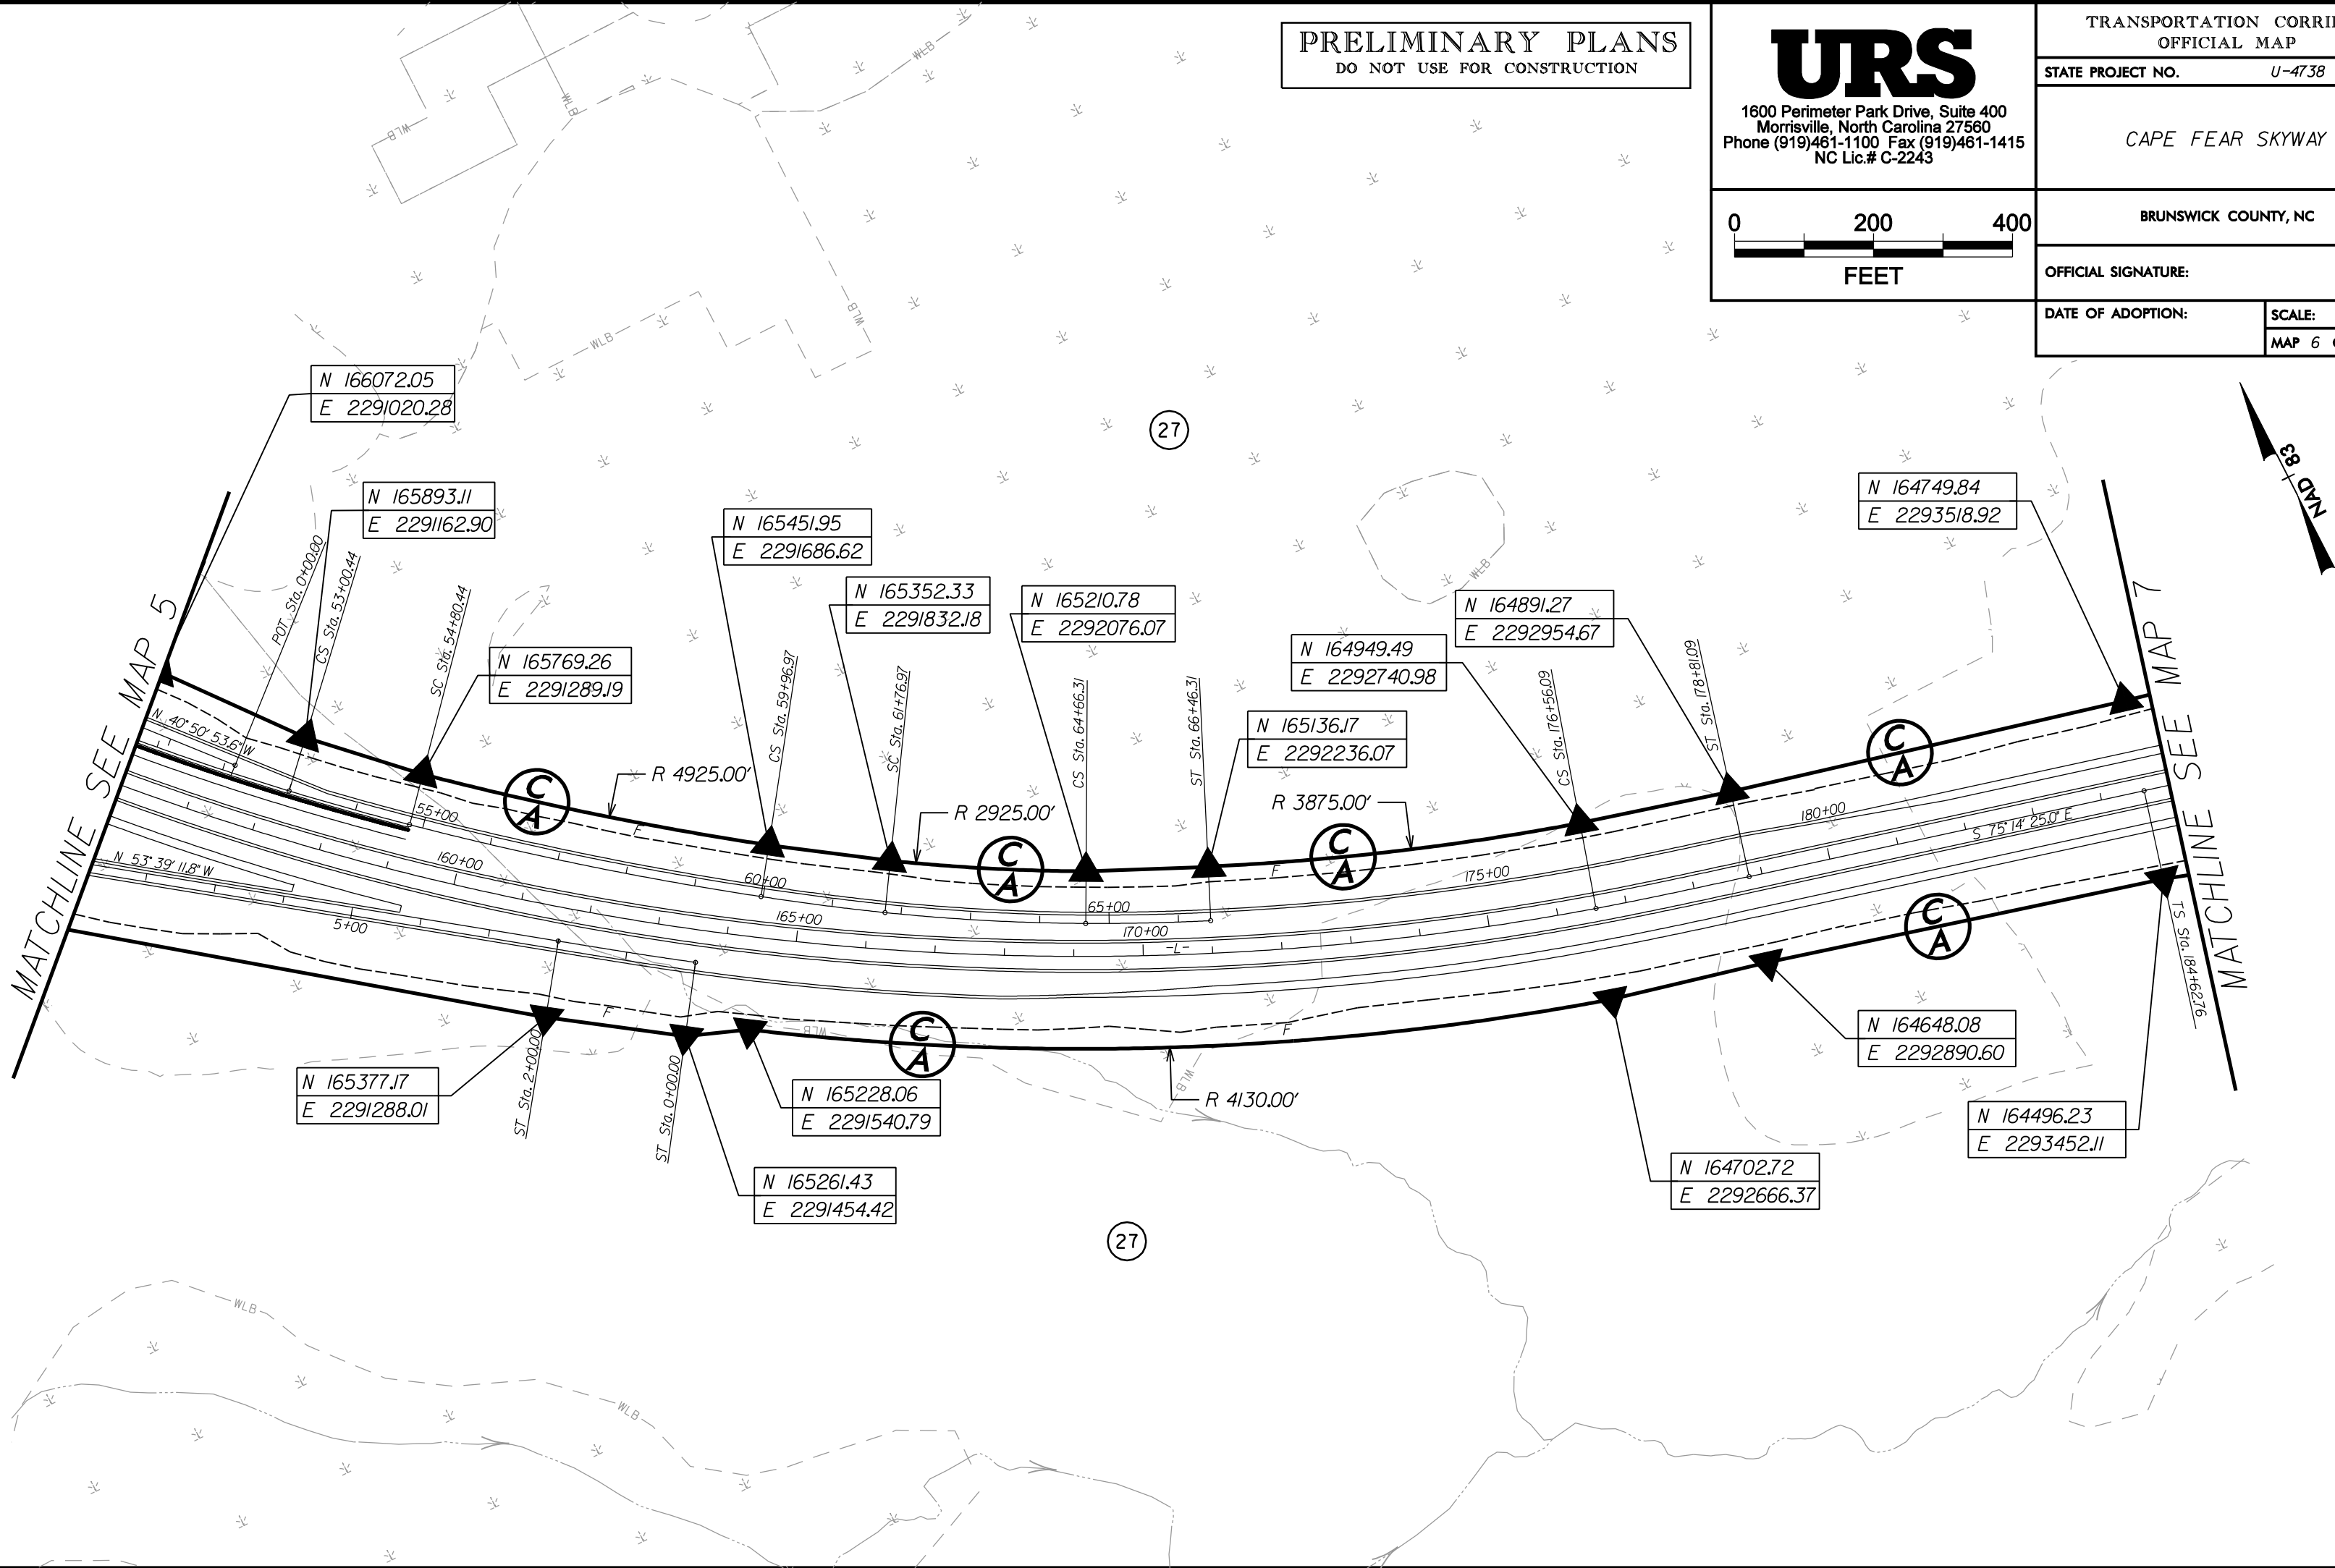 PRELIMINARY PLANS
DO NOT USE FOR CONSTRUCTION
URS
1600 Perimeter Park Drive, Suite 400
Morrisville, North Carolina 27560
Phone (919)461-1100 Fax (919)461-1415
NC Lic.# C-2243
0 200 400
FEET
TRANSPORTATION CORRI
OFFICIAL MAP
STATE PROJECT NO. U-4738
CAPE FEAR SKYWAY
BRUNSWICK COUNTY, NC
OFFICIAL SIGNATURE:
DATE OF ADOPTION:
SCALE:
MAP 6
NAD 83
WLB
WLB
WLB
WLB
WLB
N 166072.05
E 2291020.28
27
N 165893.11
E 2291162.90
N 165451.95
E 2291686.62
N 165352.33
E 2291832.18
N 165210.78
E 2292076.07
N 164891.27
E 2292954.67
N 164749.84
E 2293518.92
N 164949.49
E 2292740.98
N 165769.26
E 2291289.19
N 165136.17
E 2292236.07
WLB
MATCHLINE SEE MAP 5
POT Sta. 0+00.00
CS Sta. 53+00.44
SC Sta. 54+80.44
CS Sta. 59+96.97
SC Sta. 61+76.97
CS Sta. 64+66.31
ST Sta. 66+46.31
CS Sta. 176+56.09
ST Sta. 178+81.09
MATCHLINE SEE MAP 7
C
A
R 4925.00'
R 2925.00'
C
A
R 3875.00'
C
A
C
A
N 40° 50' 53.6" W
55+00
F
60+00
65+00
F
175+00
180+00
S 75° 14' 25.0" E
N 53° 39' 11.8" W
160+00
165+00
170+00
-L-
5+00
C
A
TS Sta. 184+62.76
F
WLB
F
C
A
WLB
R 4130.00'
ST Sta. 2+00.00
ST Sta. 0+00.00
N 165377.17
E 2291288.01
N 165228.06
E 2291540.79
N 165261.43
E 2291454.42
N 164648.08
E 2292890.60
N 164496.23
E 2293452.11
N 164702.72
E 2292666.37
27
WLB
WLB